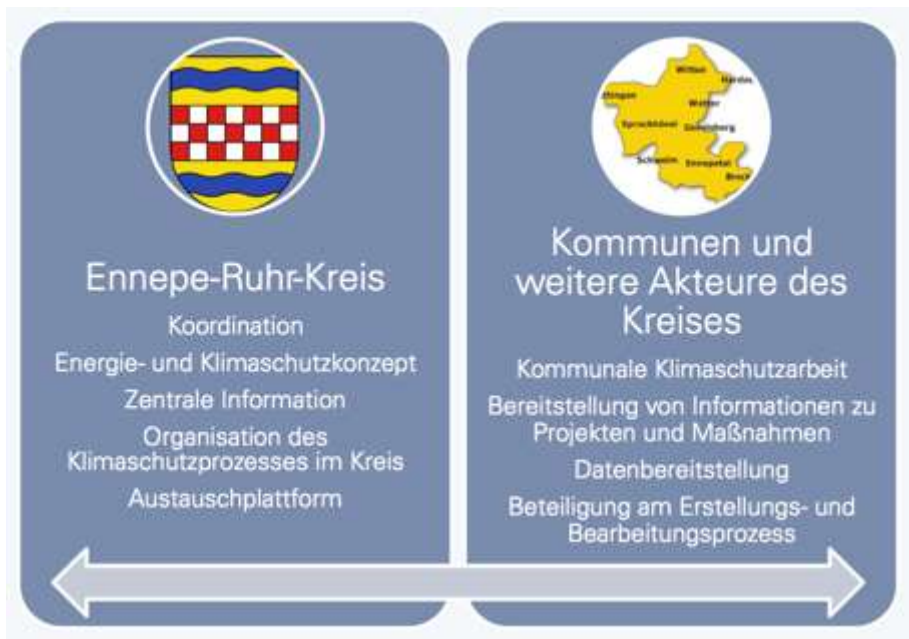 Ennepe-Ruhr-Kreis
Koordination
Energie- und Klimaschutzkonzept
Zentrale Information
Organisation des
Klimaschutzprozesses im Kreis
Austauschplattform
Witten
Wetter
Sprockhövel
Gevelsberg
Schwelm
Ennepetal
Kommunen und
weitere Akteure des
Kreises
Kommunale Klimaschutzarbeit
Bereitstellung von Informationen zu
Projekten und Maßnahmen
Datenbereitstellung
Beteiligung am Erstellungs- und
Bearbeitungsprozess